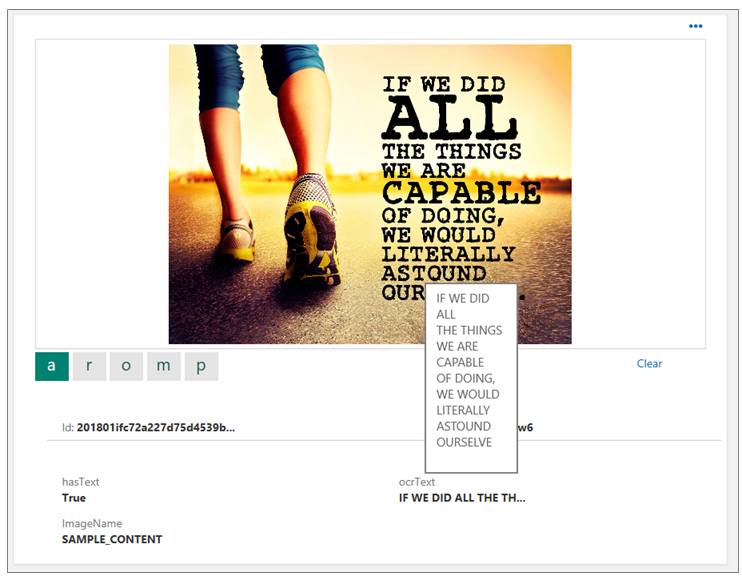 IF WE DID
ALL
THE THINGS
WE ARE
CAPABLE
OF DOING,
WE WOULD
LITERALLY
ASTOUND
OUR
IF WE DID
ALL
THE THINGS
WE ARE
CAPABLE
OF DOING,
WE WOULD
LITERALLY
ASTOUND
OURSELVE
a r o m p
Clear
Id: 201801ifc72a227d75d4539b... w6
hasText
True
ocrText
IF WE DID ALL THE TH...
ImageName
SAMPLE_CONTENT